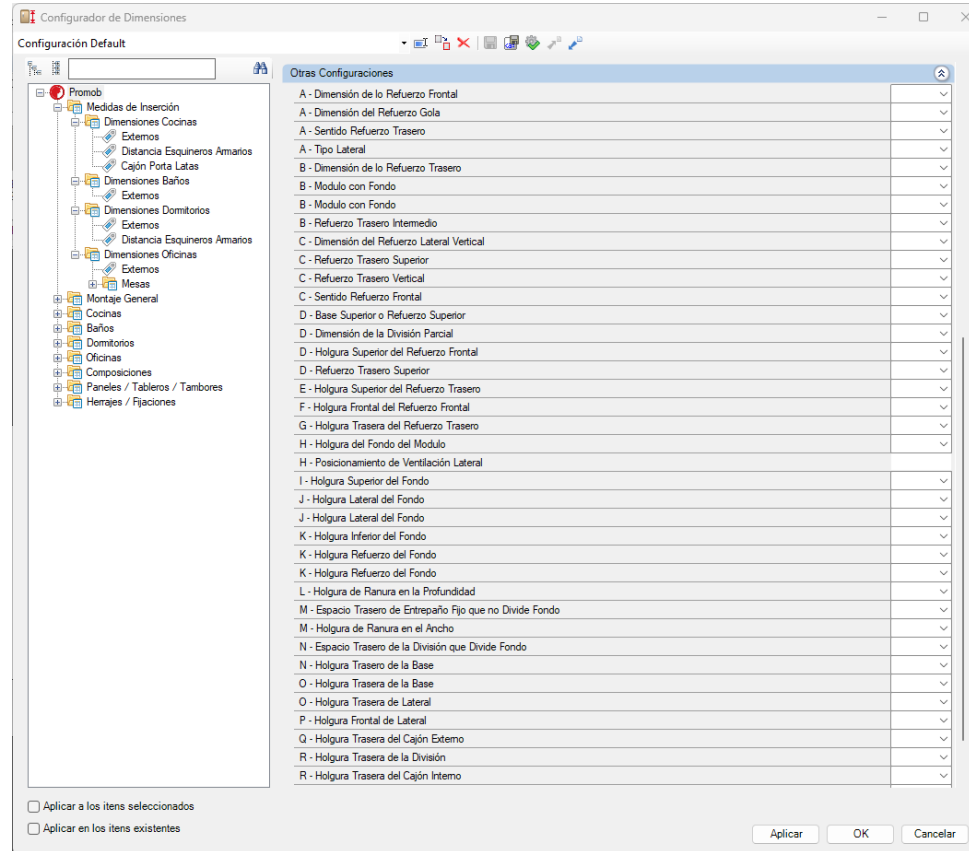 Configurador de Dimensiones
Configuración Default
Promob
Medidas de Inserción
Dimensiones Cocinas
Externos
Distancia Esquineros Armarios
Cajón Porta Latas
Dimensiones Baños
Externos
Dimensiones Dormitorios
Externos
Distancia Esquineros Armarios
Dimensiones Oficinas
Externos
Mesas
Montaje General
Cocinas
Baños
Dormitorios
Oficinas
Composiciones
Paneles / Tableros / Tambores
Herrajes / Fijaciones
Otras Configuraciones
A - Dimensión de lo Refuerzo Frontal
A - Dimensión del Refuerzo Gola
A - Sentido Refuerzo Trasero
A - Tipo Lateral
B - Dimensión de lo Refuerzo Trasero
B - Modulo con Fondo
B - Modulo con Fondo
B - Refuerzo Trasero Intermedio
C - Dimensión del Refuerzo Lateral Vertical
C - Refuerzo Trasero Superior
C - Refuerzo Trasero Vertical
C - Sentido Refuerzo Frontal
D - Base Superior o Refuerzo Superior
D - Dimensión de la División Parcial
D - Holgura Superior del Refuerzo Frontal
D - Refuerzo Trasero Superior
E - Holgura Superior del Refuerzo Trasero
F - Holgura Frontal del Refuerzo Frontal
G - Holgura Trasera del Refuerzo Trasero
H - Holgura del Fondo del Modulo
H - Posicionamiento de Ventilación Lateral
I - Holgura Superior del Fondo
J - Holgura Lateral del Fondo
J - Holgura Lateral del Fondo
K - Holgura Inferior del Fondo
K - Holgura Refuerzo del Fondo
K - Holgura Refuerzo del Fondo
L - Holgura de Ranura en la Profundidad
M - Espacio Trasero de Entrepaño Fijo que no Divide Fondo
M - Holgura de Ranura en el Ancho
N - Espacio Trasero de la División que Divide Fondo
N - Holgura Trasero de la Base
O - Holgura Trasera de la Base
O - Holgura Trasera de Lateral
P - Holgura Frontal de Lateral
Q - Holgura Trasera del Cajón Externo
R - Holgura Trasera de la División
R - Holgura Trasera del Cajón Interno
Aplicar a los itens seleccionados
Aplicar en los itens existentes
Aplicar
OK
Cancelar